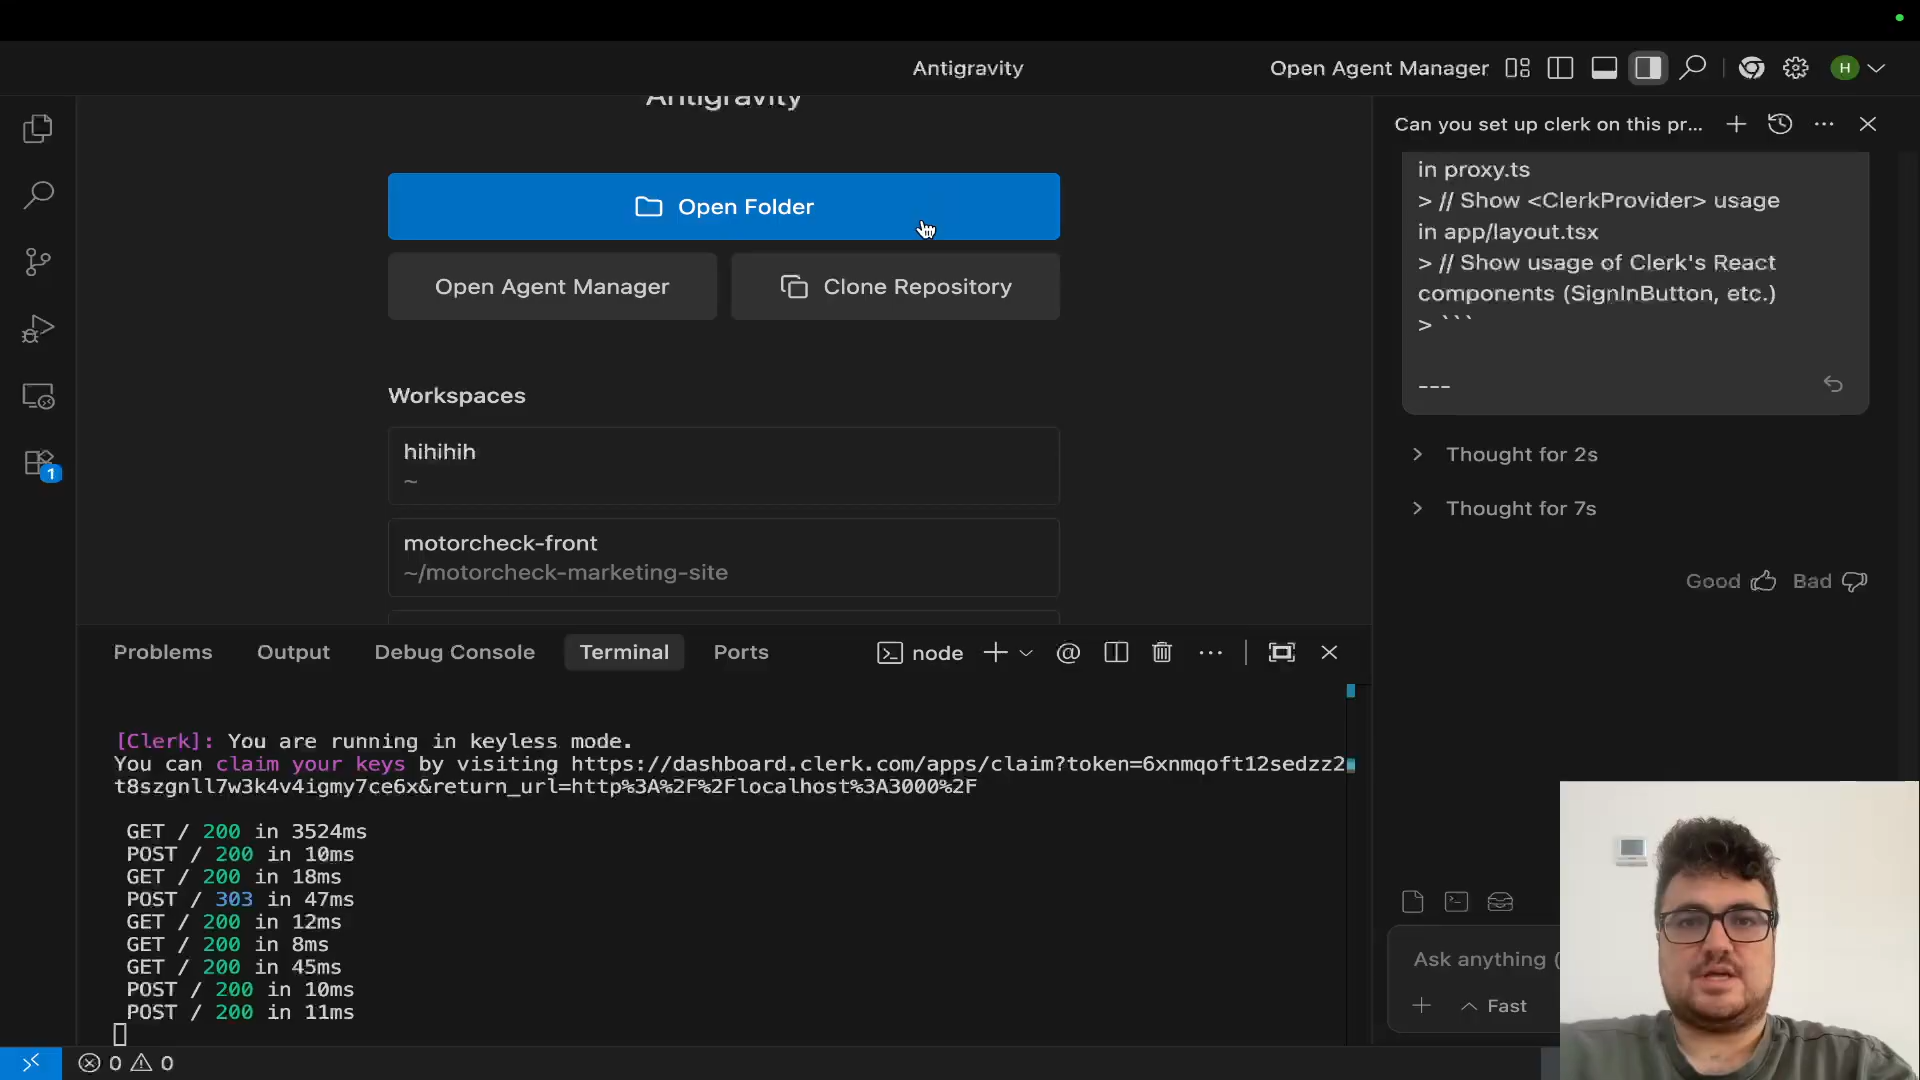 Antigravity
Open Agent Manager
H
Antigravity
Open Folder
Open Agent Manager
Clone Repository
Workspaces
hihihih
~
motorcheck-front
~/motorcheck-marketing-site
1
Can you set up clerk on this pr...
in proxy.ts
> // Show <ClerkProvider> usage
in app/layout.tsx
> // Show usage of Clerk's React
components (SignInButton, etc.)
> ```
---
Thought for 2s
Thought for 7s
Good
Bad
Problems
Output
Debug Console
Terminal
Ports
node
[Clerk]: You are running in keyless mode.
You can claim your keys by visiting https://dashboard.clerk.com/apps/claim?token=6xnmqoft12sedzz2
t8szgnll7w3k4v4igmy7ce6x&return_url=http%3A%2F%2Flocalhost%3A3000%2F
GET / 200 in 3524ms
POST / 200 in 10ms
GET / 200 in 18ms
POST / 303 in 47ms
GET / 200 in 12ms
GET / 200 in 8ms
GET / 200 in 45ms
POST / 200 in 10ms
POST / 200 in 11ms
Ask anything (
Fast
0
0